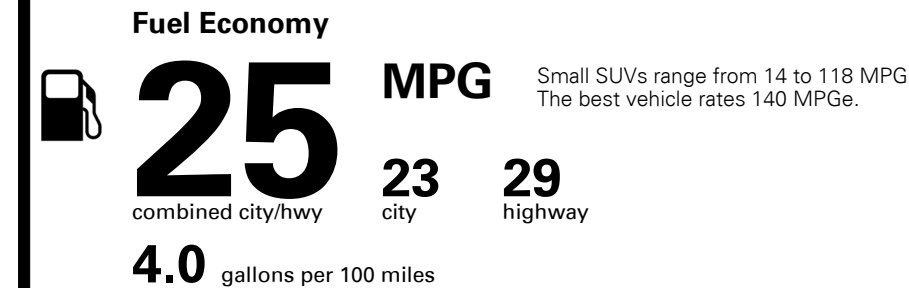 Fuel Economy
25 MPG
Small SUVs range from 14 to 118 MPG
The best vehicle rates 140 MPGe.
combined city/hwy
23 city
29 highway
4.0 gallons per 100 miles